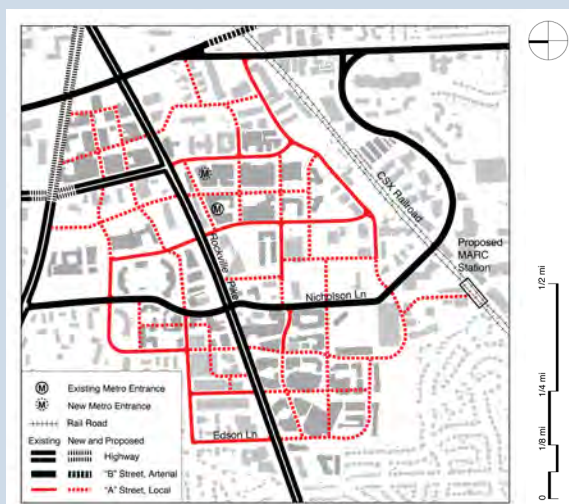 M
M
CSX Railroad
Rockville Pike
Proposed
MARC
Station
Nicholson Ln
Edson Ln
M Existing Metro Entrance
M New Metro Entrance
Rail Road
Existing New and Proposed
Highway
"B" Street, Arterial
"A" Street, Local
1/2 mi
1/4 mi
1/8 mi
0